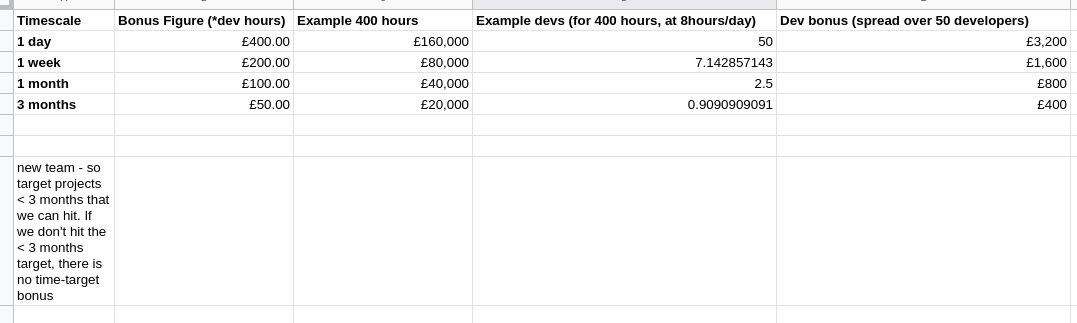 Timescale Bonus Figure (*dev hours) Example 400 hours Example devs (for 400 hours, at 8hours/day) Dev bonus (spread over 50 developers)
1 day £400.00 £160,000 50 £3,200
1 week £200.00 £80,000 7.142857143 £1,600
1 month £100.00 £40,000 2.5 £800
3 months £50.00 £20,000 0.9090909091 £400
new team - so
target projects
< 3 months that
we can hit. If
we don't hit the
< 3 months
target, there is
no time-target
bonus